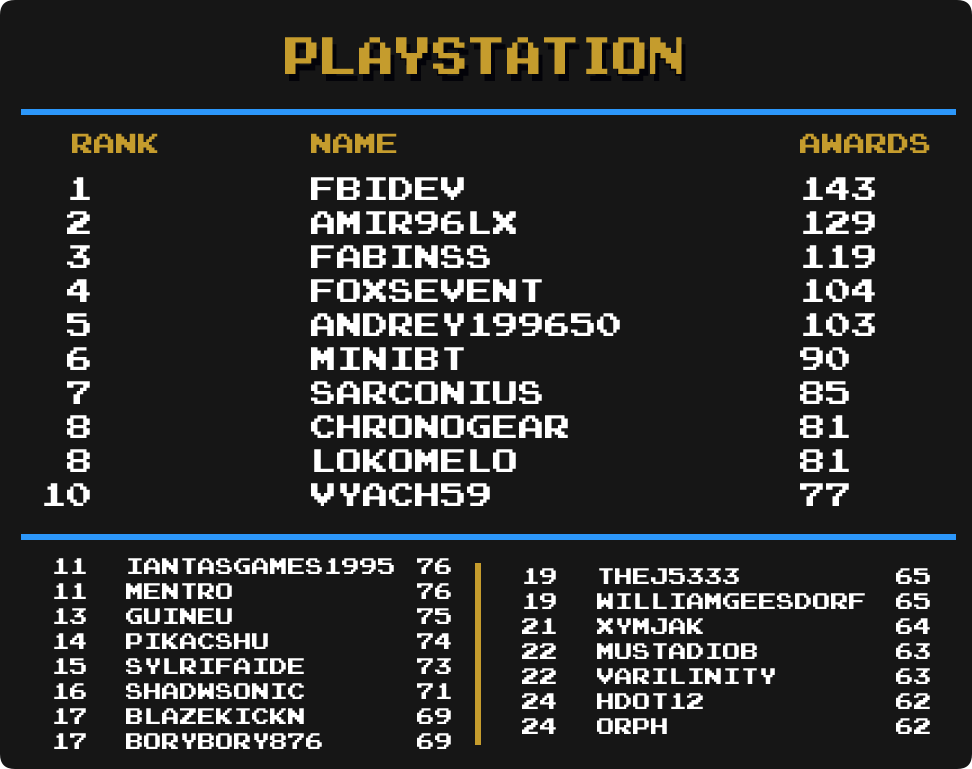 PLAYSTATION
RANK NAME AWARDS
1 FBIDEV 143
2 AMIR96LX 129
3 FABINSS 119
4 FOXSEVENT 104
5 ANDREY199650 103
6 MINIBT 90
7 SARCONIUS 85
8 CHRONOGEAR 81
8 LOKOMELO 81
10 VYACH59 77
11 IANTASGAMES1995 76
11 MENTRO 76
13 GUINEU 75
14 PIKACSHU 74
15 SYLRIFAIDE 73
16 SHADWSONIC 71
17 BLAZEKICKN 69
17 BORYBORY876 69
19 THEJ5333 65
19 WILLIAMGEESDORF 65
21 XYMJAK 64
22 MUSTADIOB 63
22 VARILINITY 63
24 HDOT12 62
24 ORPH 62